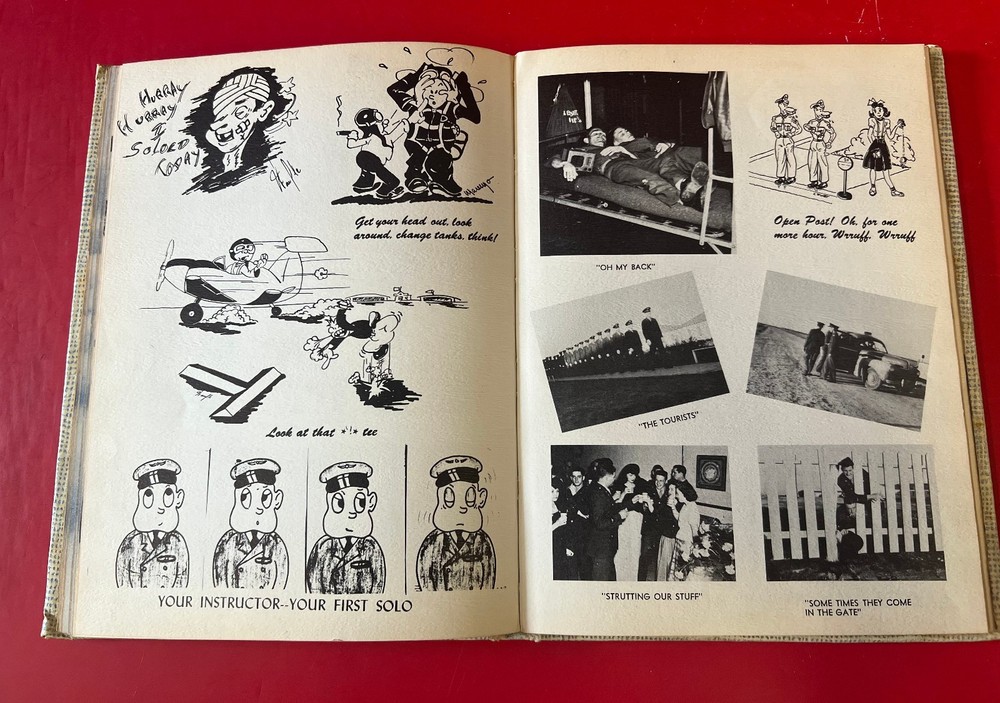 HURRAY
HURRAY
I
SOLOED
TODAY
Get your head out, look
around, change tanks, think!
Look at that *'!* tee
YOUR INSTRUCTOR--YOUR FIRST SOLO
"OH MY BACK"
Open Post! Oh, for one
more hour. Wrruff, Wrruff
"THE TOURISTS"
"STRUTTING OUR STUFF"
"SOME TIMES THEY COME
IN THE GATE"